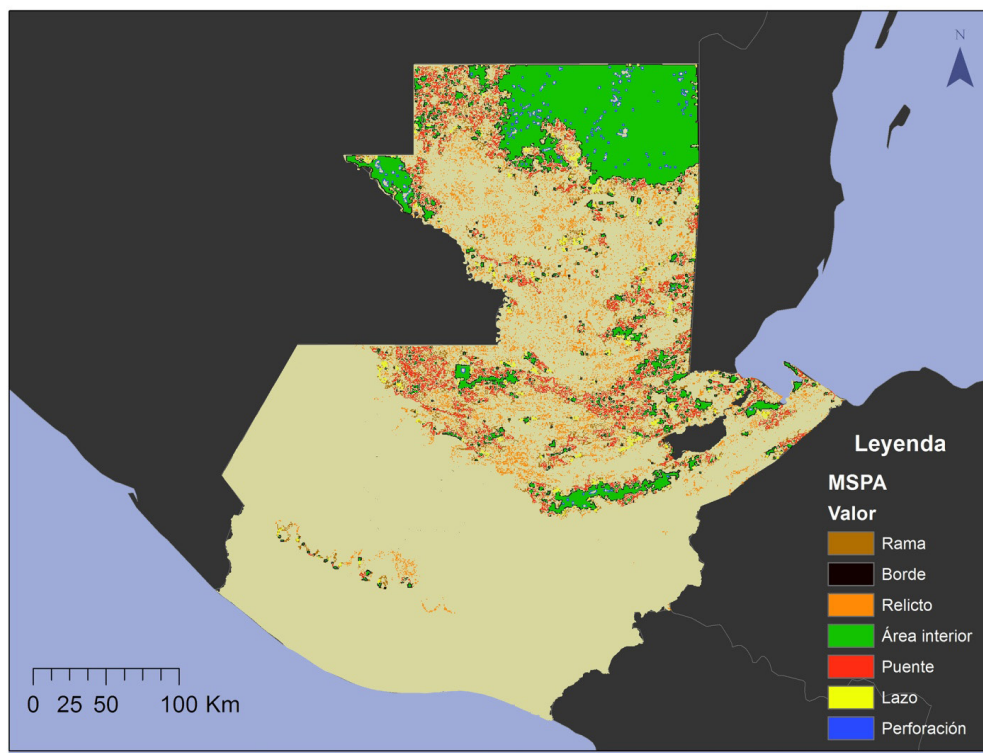 N
Leyenda
MSPA
Valor
Rama
Borde
Relicto
Área interior
Puente
Lazo
Perforación
0 25 50 100 Km